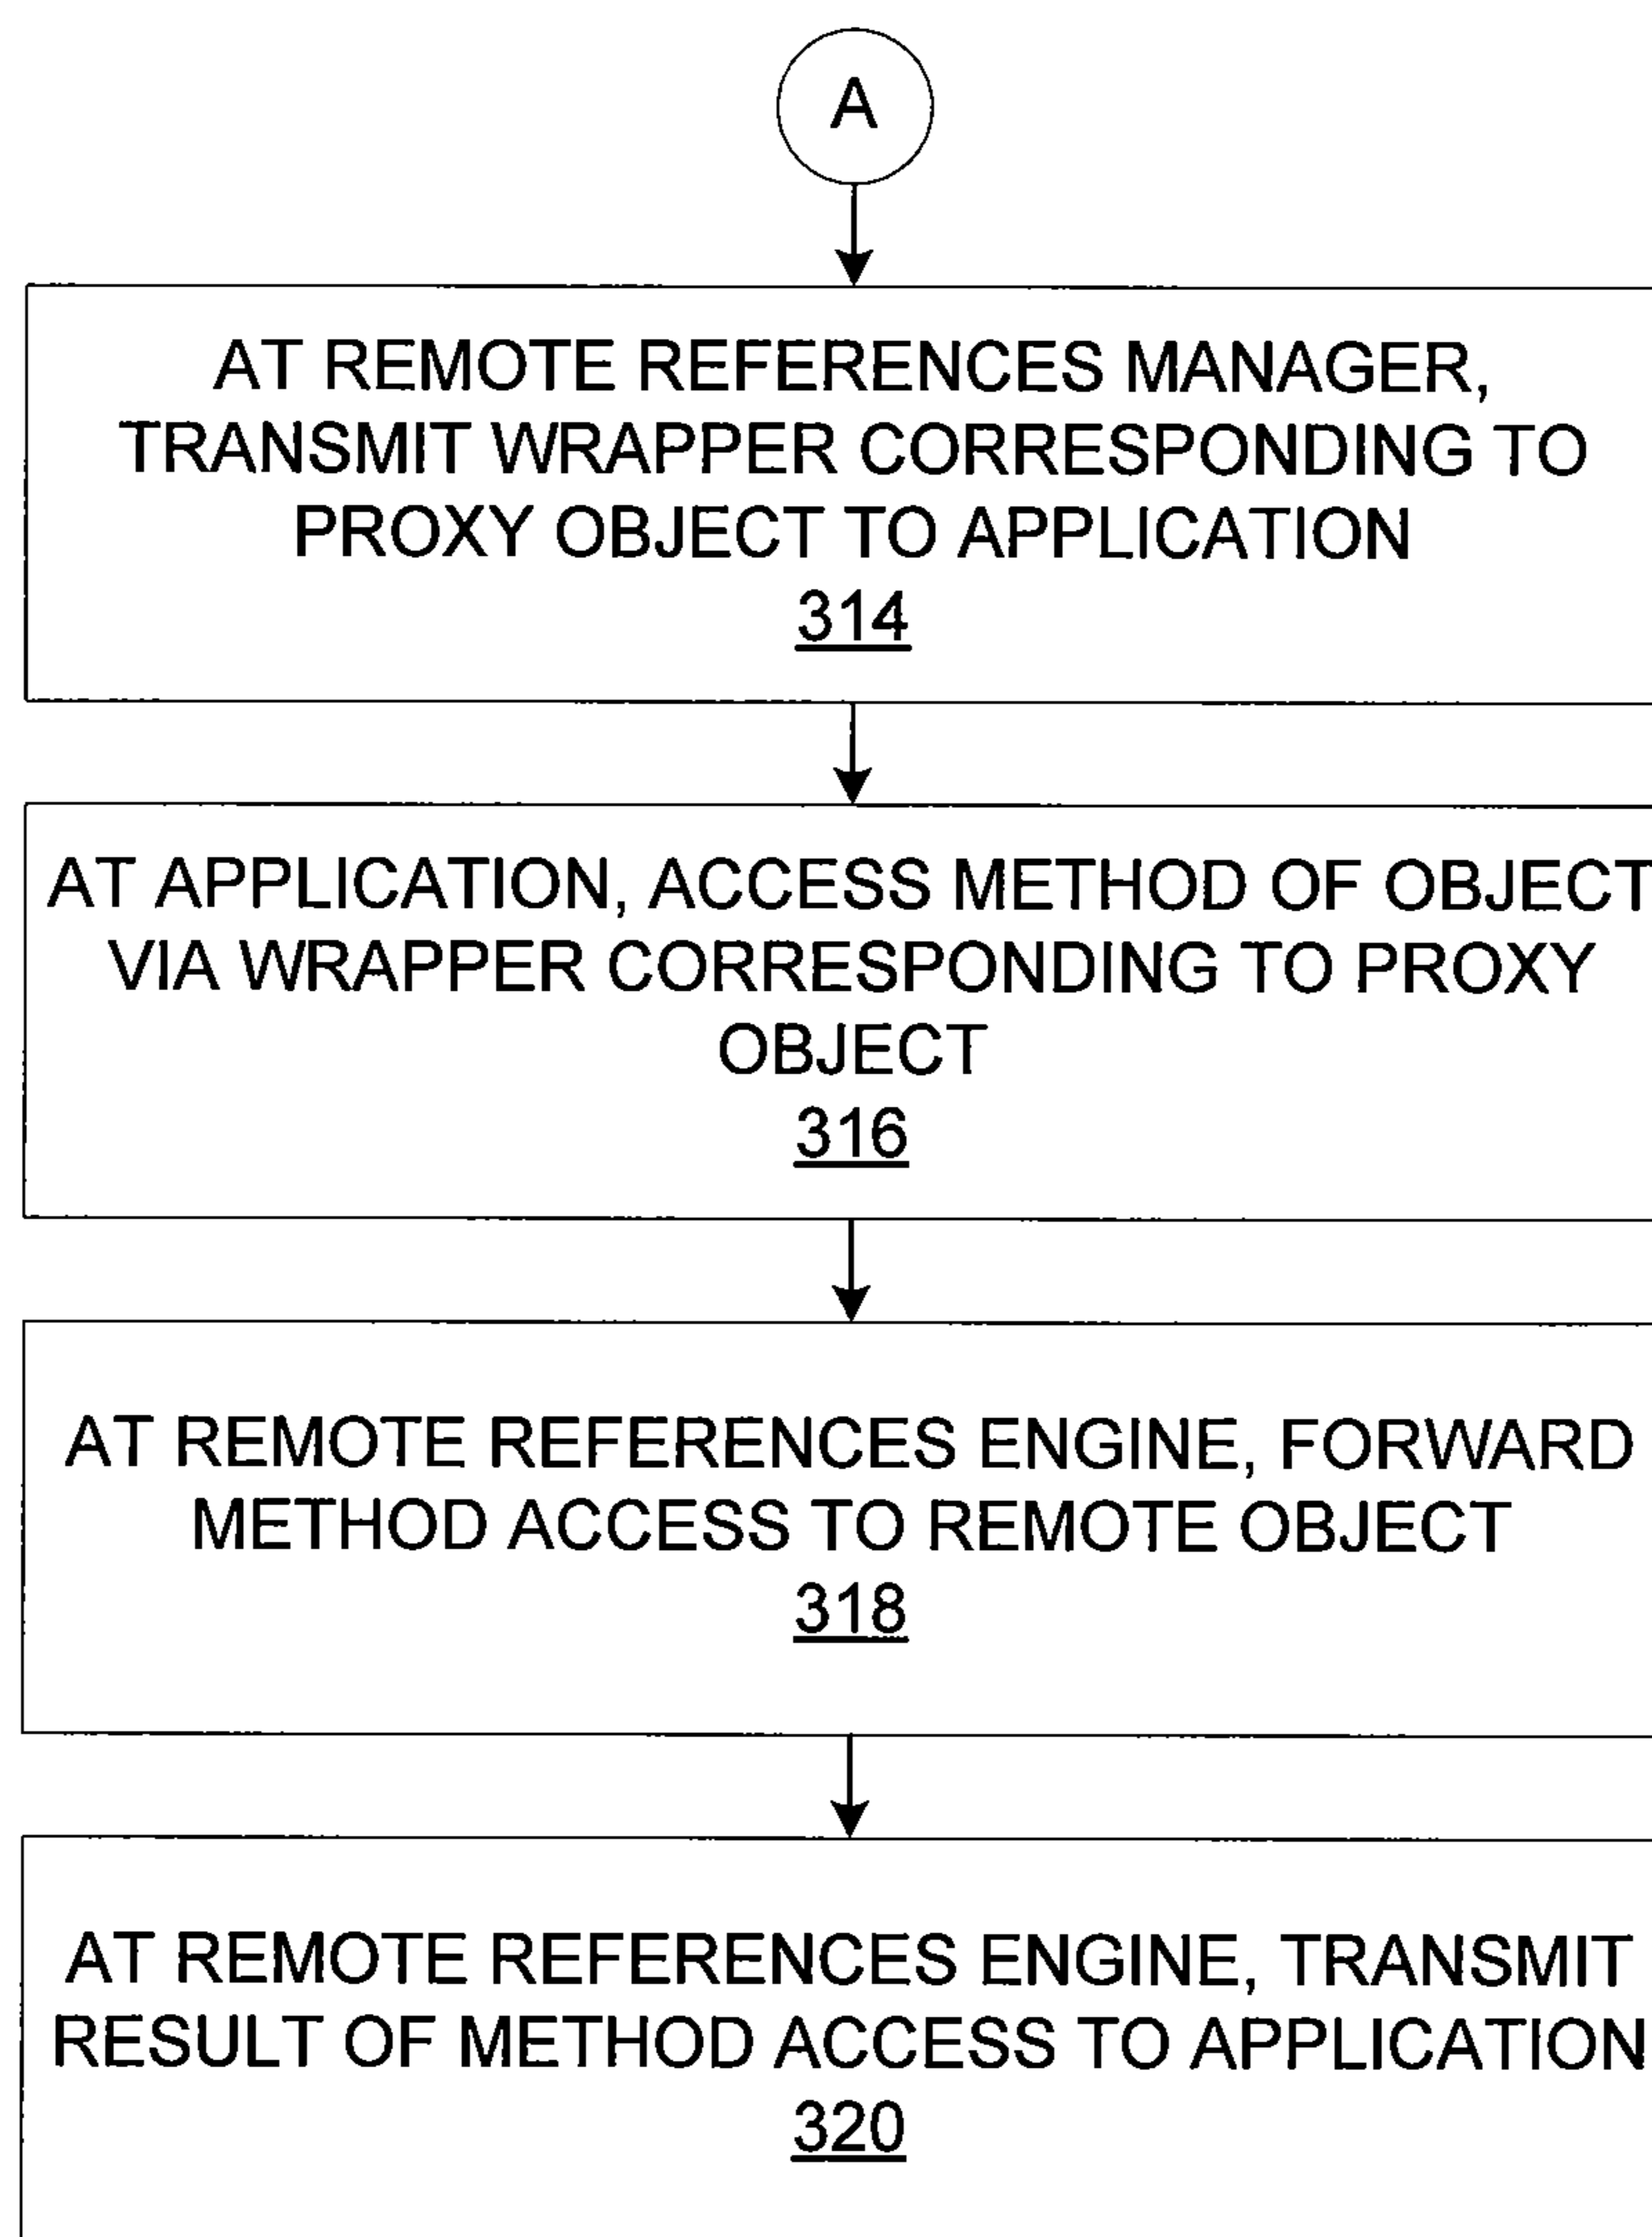 A
AT REMOTE REFERENCES MANAGER,
TRANSMIT WRAPPER CORRESPONDING TO
PROXY OBJECT TO APPLICATION
314
AT APPLICATION, ACCESS METHOD OF OBJECT
VIA WRAPPER CORRESPONDING TO PROXY
OBJECT
316
AT REMOTE REFERENCES ENGINE, FORWARD
METHOD ACCESS TO REMOTE OBJECT
318
AT REMOTE REFERENCES ENGINE, TRANSMIT
RESULT OF METHOD ACCESS TO APPLICATION
320